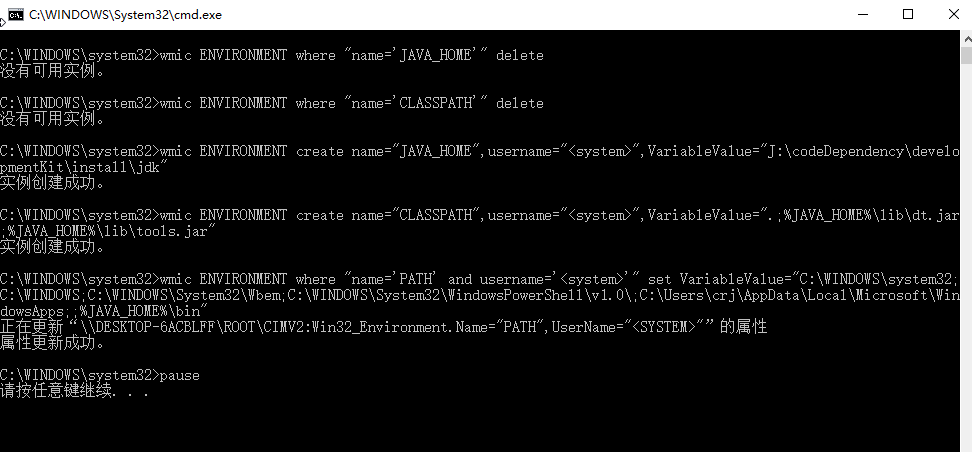 C:\WINDOWS\System32\cmd.exe
C:\WINDOWS\system32>wmic ENVIRONMENT where "name='JAVA_HOME'" delete
没有可用实例。
C:\WINDOWS\system32>wmic ENVIRONMENT where "name='CLASSPATH'" delete
没有可用实例。
C:\WINDOWS\system32>wmic ENVIRONMENT create name="JAVA_HOME",username="<system>",VariableValue="J:\codeDependency\develo
pmentKit\install\jdk"
实例创建成功。
C:\WINDOWS\system32>wmic ENVIRONMENT create name="CLASSPATH",username="<system>",VariableValue=".;%JAVA_HOME%\lib\dt.jar
;%JAVA_HOME%\lib\tools.jar"
实例创建成功。
C:\WINDOWS\system32>wmic ENVIRONMENT where "name='PATH' and username='<system>'" set VariableValue="C:\WINDOWS\system32;
C:\WINDOWS;C:\WINDOWS\System32\Wbem;C:\WINDOWS\System32\WindowsPowerShell\v1.0\;C:\Users\crj\AppData\Local\Microsoft\Win
dowsApps;;%JAVA_HOME%\bin"
正在更新“\\DESKTOP-6ACBLFF\ROOT\CIMV2:Win32_Environment.Name="PATH",UserName="<SYSTEM>"”的属性
属性更新成功。
C:\WINDOWS\system32>pause
请按任意键继续. . .